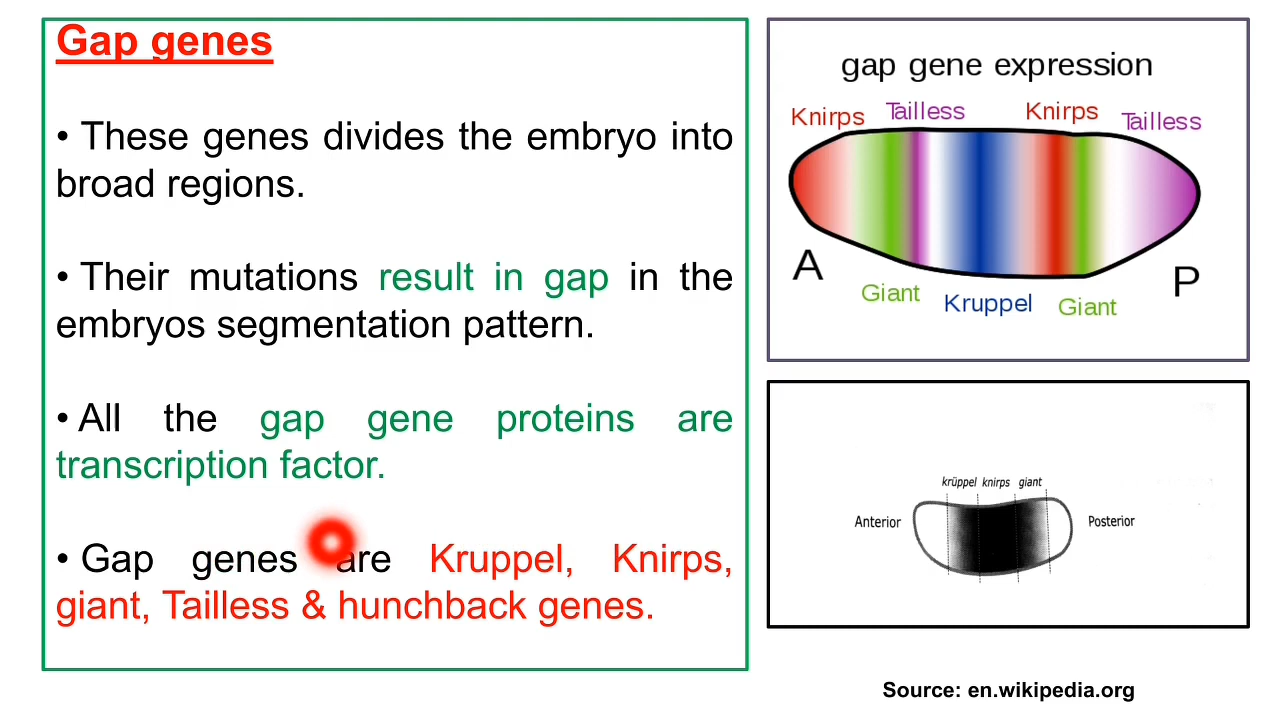 Gap genes
• These genes divides the embryo into
broad regions.
• Their mutations result in gap in the
embryos segmentation pattern.
• All the gap gene proteins are
transcription factor.
• Gap genes are Kruppel, Knirps,
giant, Tailless & hunchback genes.
gap gene expression
Knirps Tailless Knirps Tailless
A P
Giant Kruppel Giant
krüppel knirps giant
Anterior Posterior
Source: en.wikipedia.org